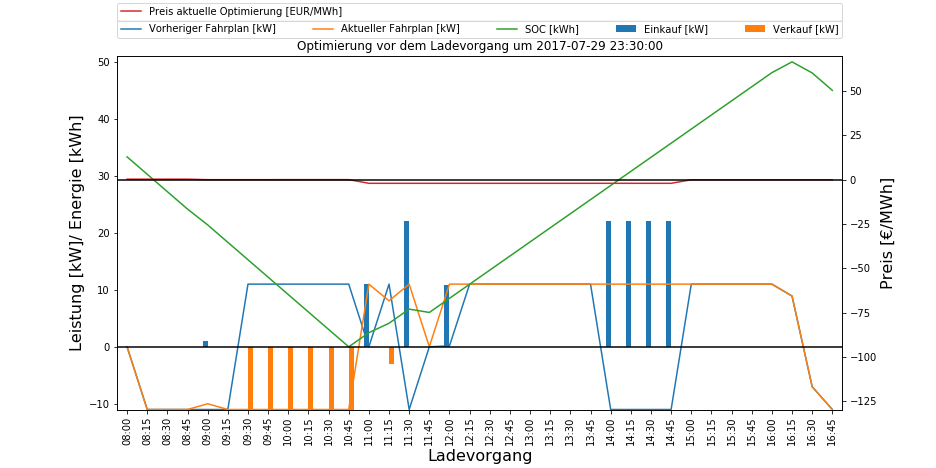 Preis aktuelle Optimierung [EUR/MWh]
Vorheriger Fahrplan [kW] Aktueller Fahrplan [kW] SOC [kWh] Einkauf [kW] Verkauf [kW]
Optimierung vor dem Ladevorgang um 2017-07-29 23:30:00
Leistung [kW]/ Energie [kWh]
50
40
30
20
10
0
−10
50
25
0
−25
−50
−75
−100
−125
Preis [€/MWh]
08:00 08:15 08:30 08:45 09:00 09:15 09:30 09:45 10:00 10:15 10:30 10:45 11:00 11:15 11:30 11:45 12:00 12:15 12:30 12:45 13:00 13:15 13:30 13:45 14:00 14:15 14:30 14:45 15:00 15:15 15:30 15:45 16:00 16:15 16:30 16:45
Ladevorgang